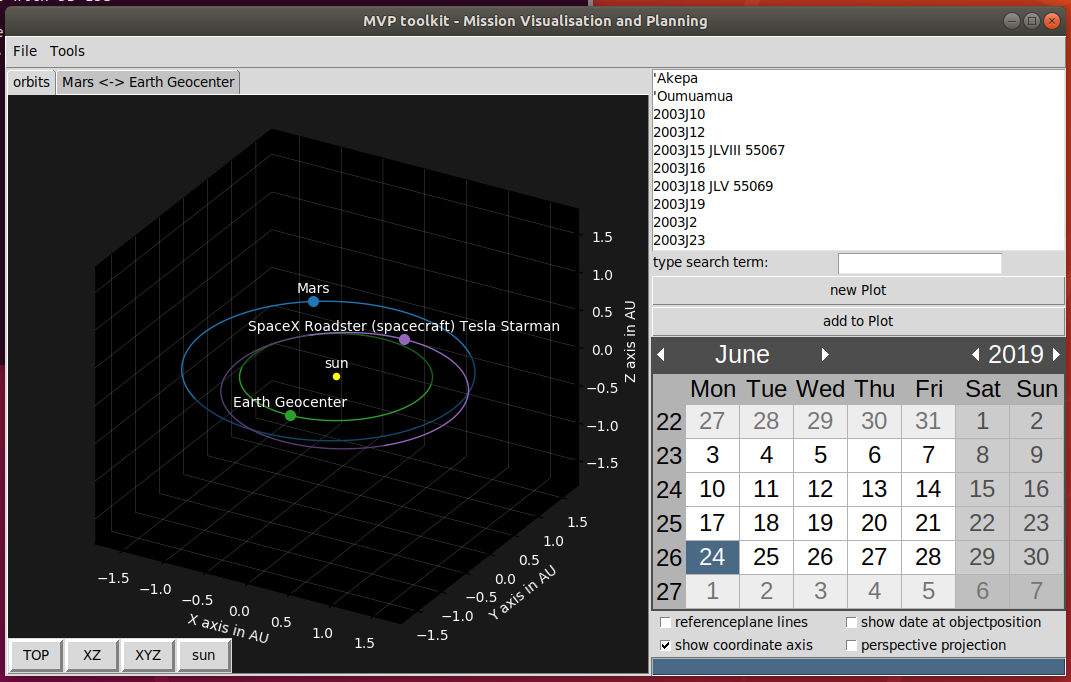 MVP toolkit - Mission Visualisation and Planning
File Tools
orbits Mars <-> Earth Geocenter
Mars
SpaceX Roadster (spacecraft) Tesla Starman
sun
Earth Geocenter
1.5
1.0
0.5
0.0
−0.5
−1.0
−1.5
Z axis in AU
−1.5
−1.0
−0.5
0.0
0.5
1.0
1.5
X axis in AU
−1.5
−1.0
−0.5
0.0
0.5
1.0
1.5
Y axis in AU
TOP XZ XYZ sun
'Akepa
'Oumuamua
2003J10
2003J12
2003J15 JLVIII 55067
2003J16
2003J18 JLV 55069
2003J19
2003J2
2003J23
type search term:
new Plot
add to Plot
June 2019
Mon Tue Wed Thu Fri Sat Sun
22 27 28 29 30 31 1 2
23 3 4 5 6 7 8 9
24 10 11 12 13 14 15 16
25 17 18 19 20 21 22 23
26 24 25 26 27 28 29 30
27 1 2 3 4 5 6 7
referenceplane lines show date at objectposition
show coordinate axis perspective projection